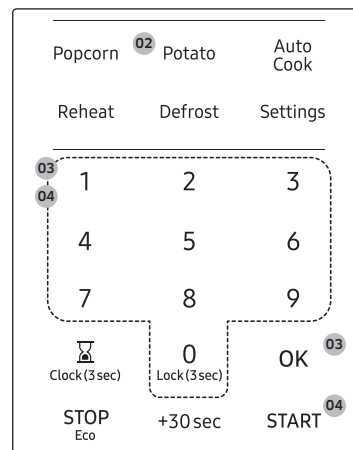 Popcorn 02 Potato Auto Cook
Reheat Defrost Settings
03
1 2 3
04
4 5 6
7 8 9
0 OK 03
Clock(3 sec) Lock(3 sec)
STOP +30 sec START 04
Eco